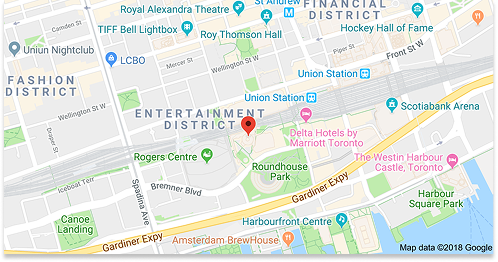 Royal Alexandra Theatre
St Andrew
FINANCIAL
DISTRICT
Camden St
TIFF Bell Lightbox
Roy Thomson Hall
Hockey Hall of Fame
Uniun Nightclub
Mercer St
Piper St
Front St W
LCBO
Wellington St W
Union Station
FASHION
DISTRICT
Wellington St W
Union Station
Scotiabank Arena
ENTERTAINMENT
DISTRICT
Draper St
Delta Hotels by
Marriott Toronto
Rogers Centre
The Westin Harbour
Castle, Toronto
Roundhouse
Park
Iceboat Terr
Bremner Blvd
Gardiner Expy
Spadina Ave
Harbour
Square Park
Canoe
Landing
Harbourfront Centre
Gardiner Expy
Amsterdam BrewHouse
Map data ©2018 Google